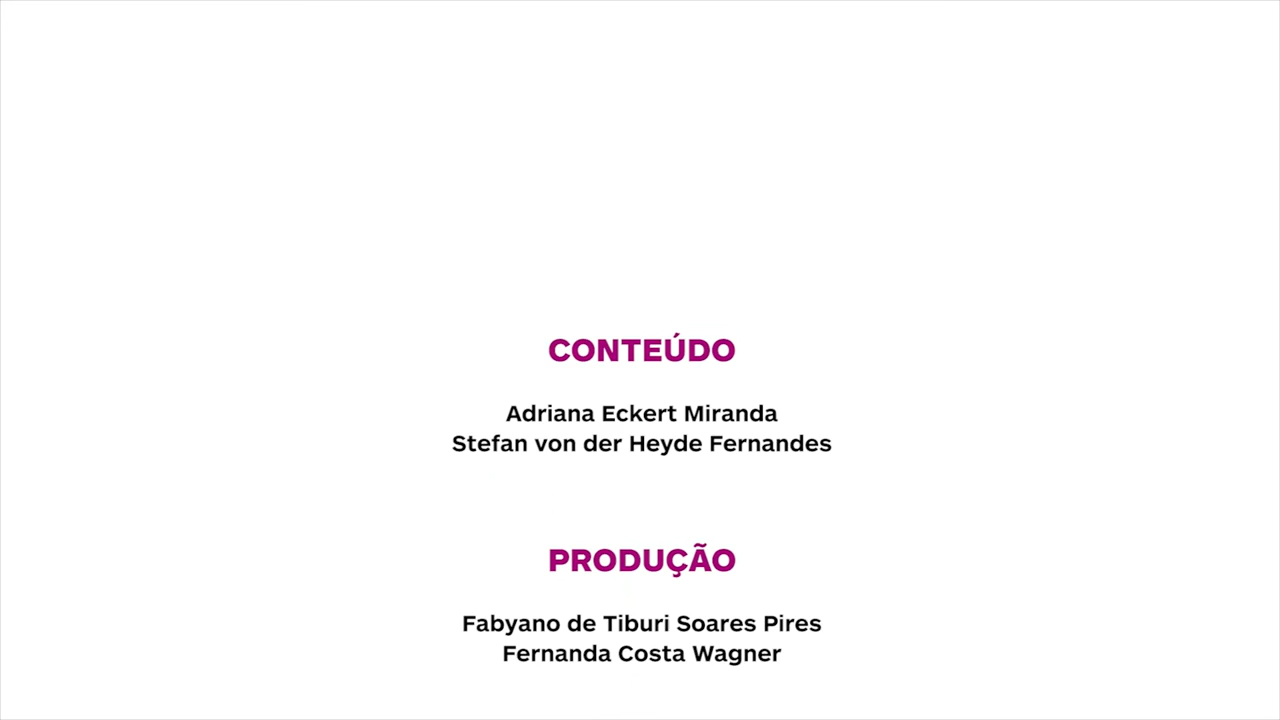 CONTEÚDO
Adriana Eckert Miranda
Stefan von der Heyde Fernandes
PRODUÇÃO
Fabyano de Tiburi Soares Pires
Fernanda Costa Wagner